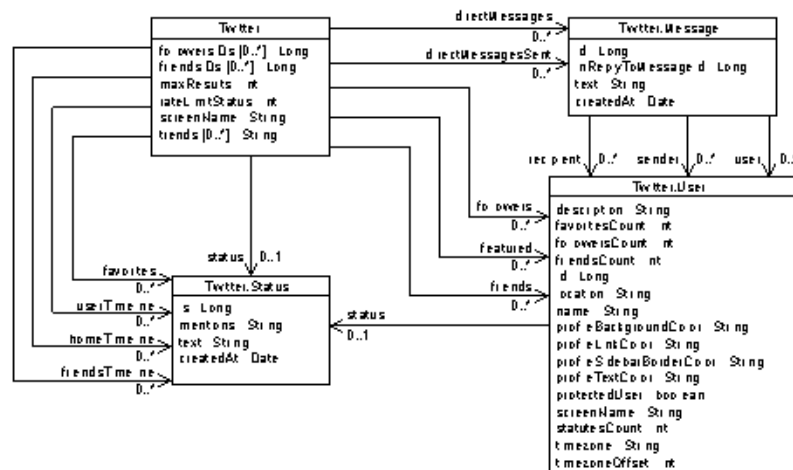 Twitter
followersIDs [0..*] Long
friendsIDs [0..*] Long
maxResults int
rateLimitStatus int
screenName String
trends [0..*] String
directMessages
0..*
directMessagesSent
0..*
Twitter.Message
id Long
inReplyToMessageId Long
text String
createdAt Date
recipient 0..*
sender 0..*
user 0..*
followers
0..*
featured
0..*
friends
0..*
status 0..1
favorites
0..*
userTimeline
0..*
homeTimeline
0..*
friendsTimeline
0..*
Twitter.Status
Long
mentions String
text String
createdAt Date
status
0..1
Twitter.User
description String
favoritesCount int
followersCount int
friendsCount int
id Long
location String
name String
profileBackgroundColor String
profileLinkColor String
profileSidebarBorderColor String
profileTextColor String
protectedUser boolean
screenName String
statutesCount int
timezone String
timezoneOffset int